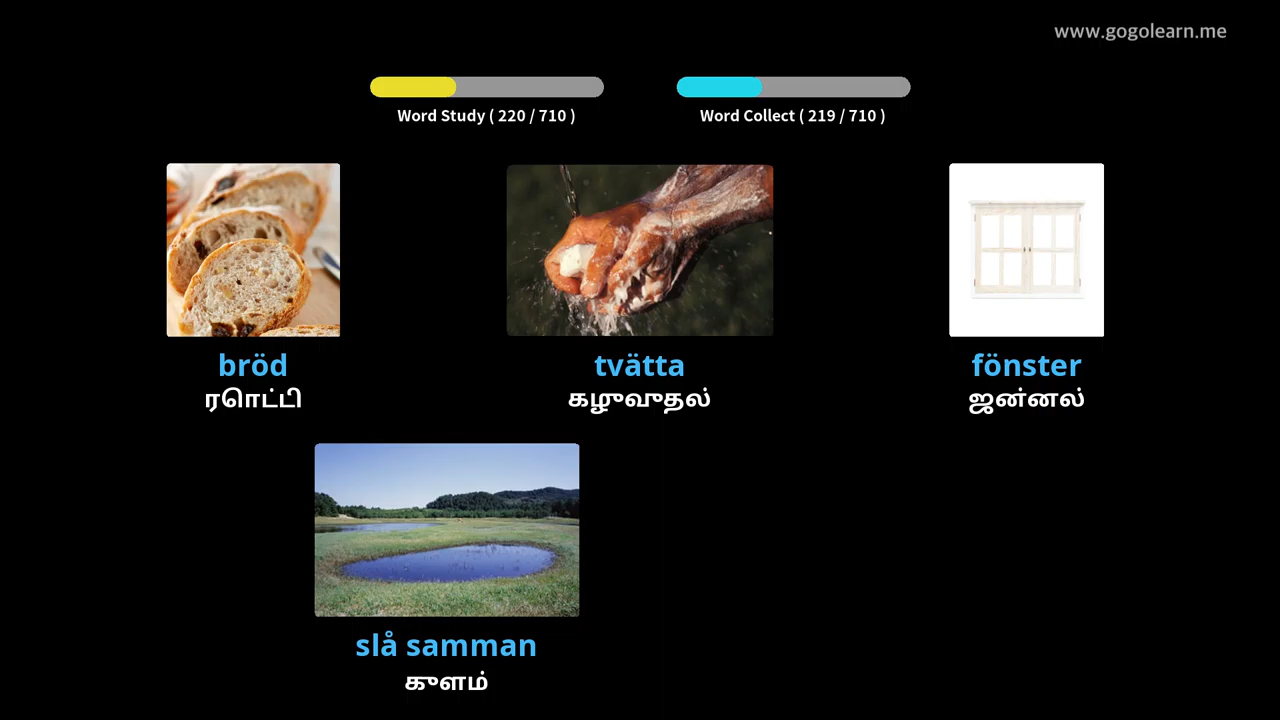 www.gogolearn.me
Word Study ( 220 / 710 )
Word Collect ( 219 / 710 )
bröd
ரொட்டி
tvätta
கழுவுதல்
fönster
ஜன்னல்
slå samman
குளம்